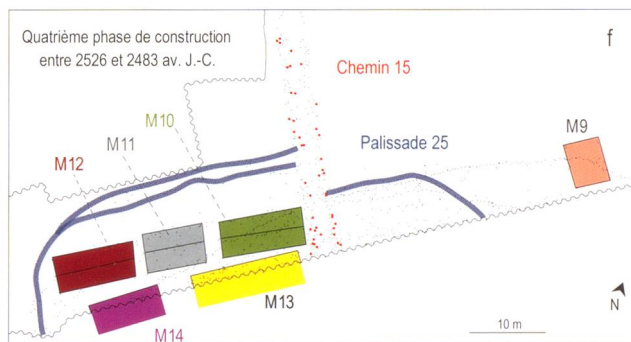 Quatrième phase de construction
entre 2526 et 2483 av. J.-C.
f
Chemin 15
M10
M11
M12
Palissade 25
M9
M13
M14
N
10 m